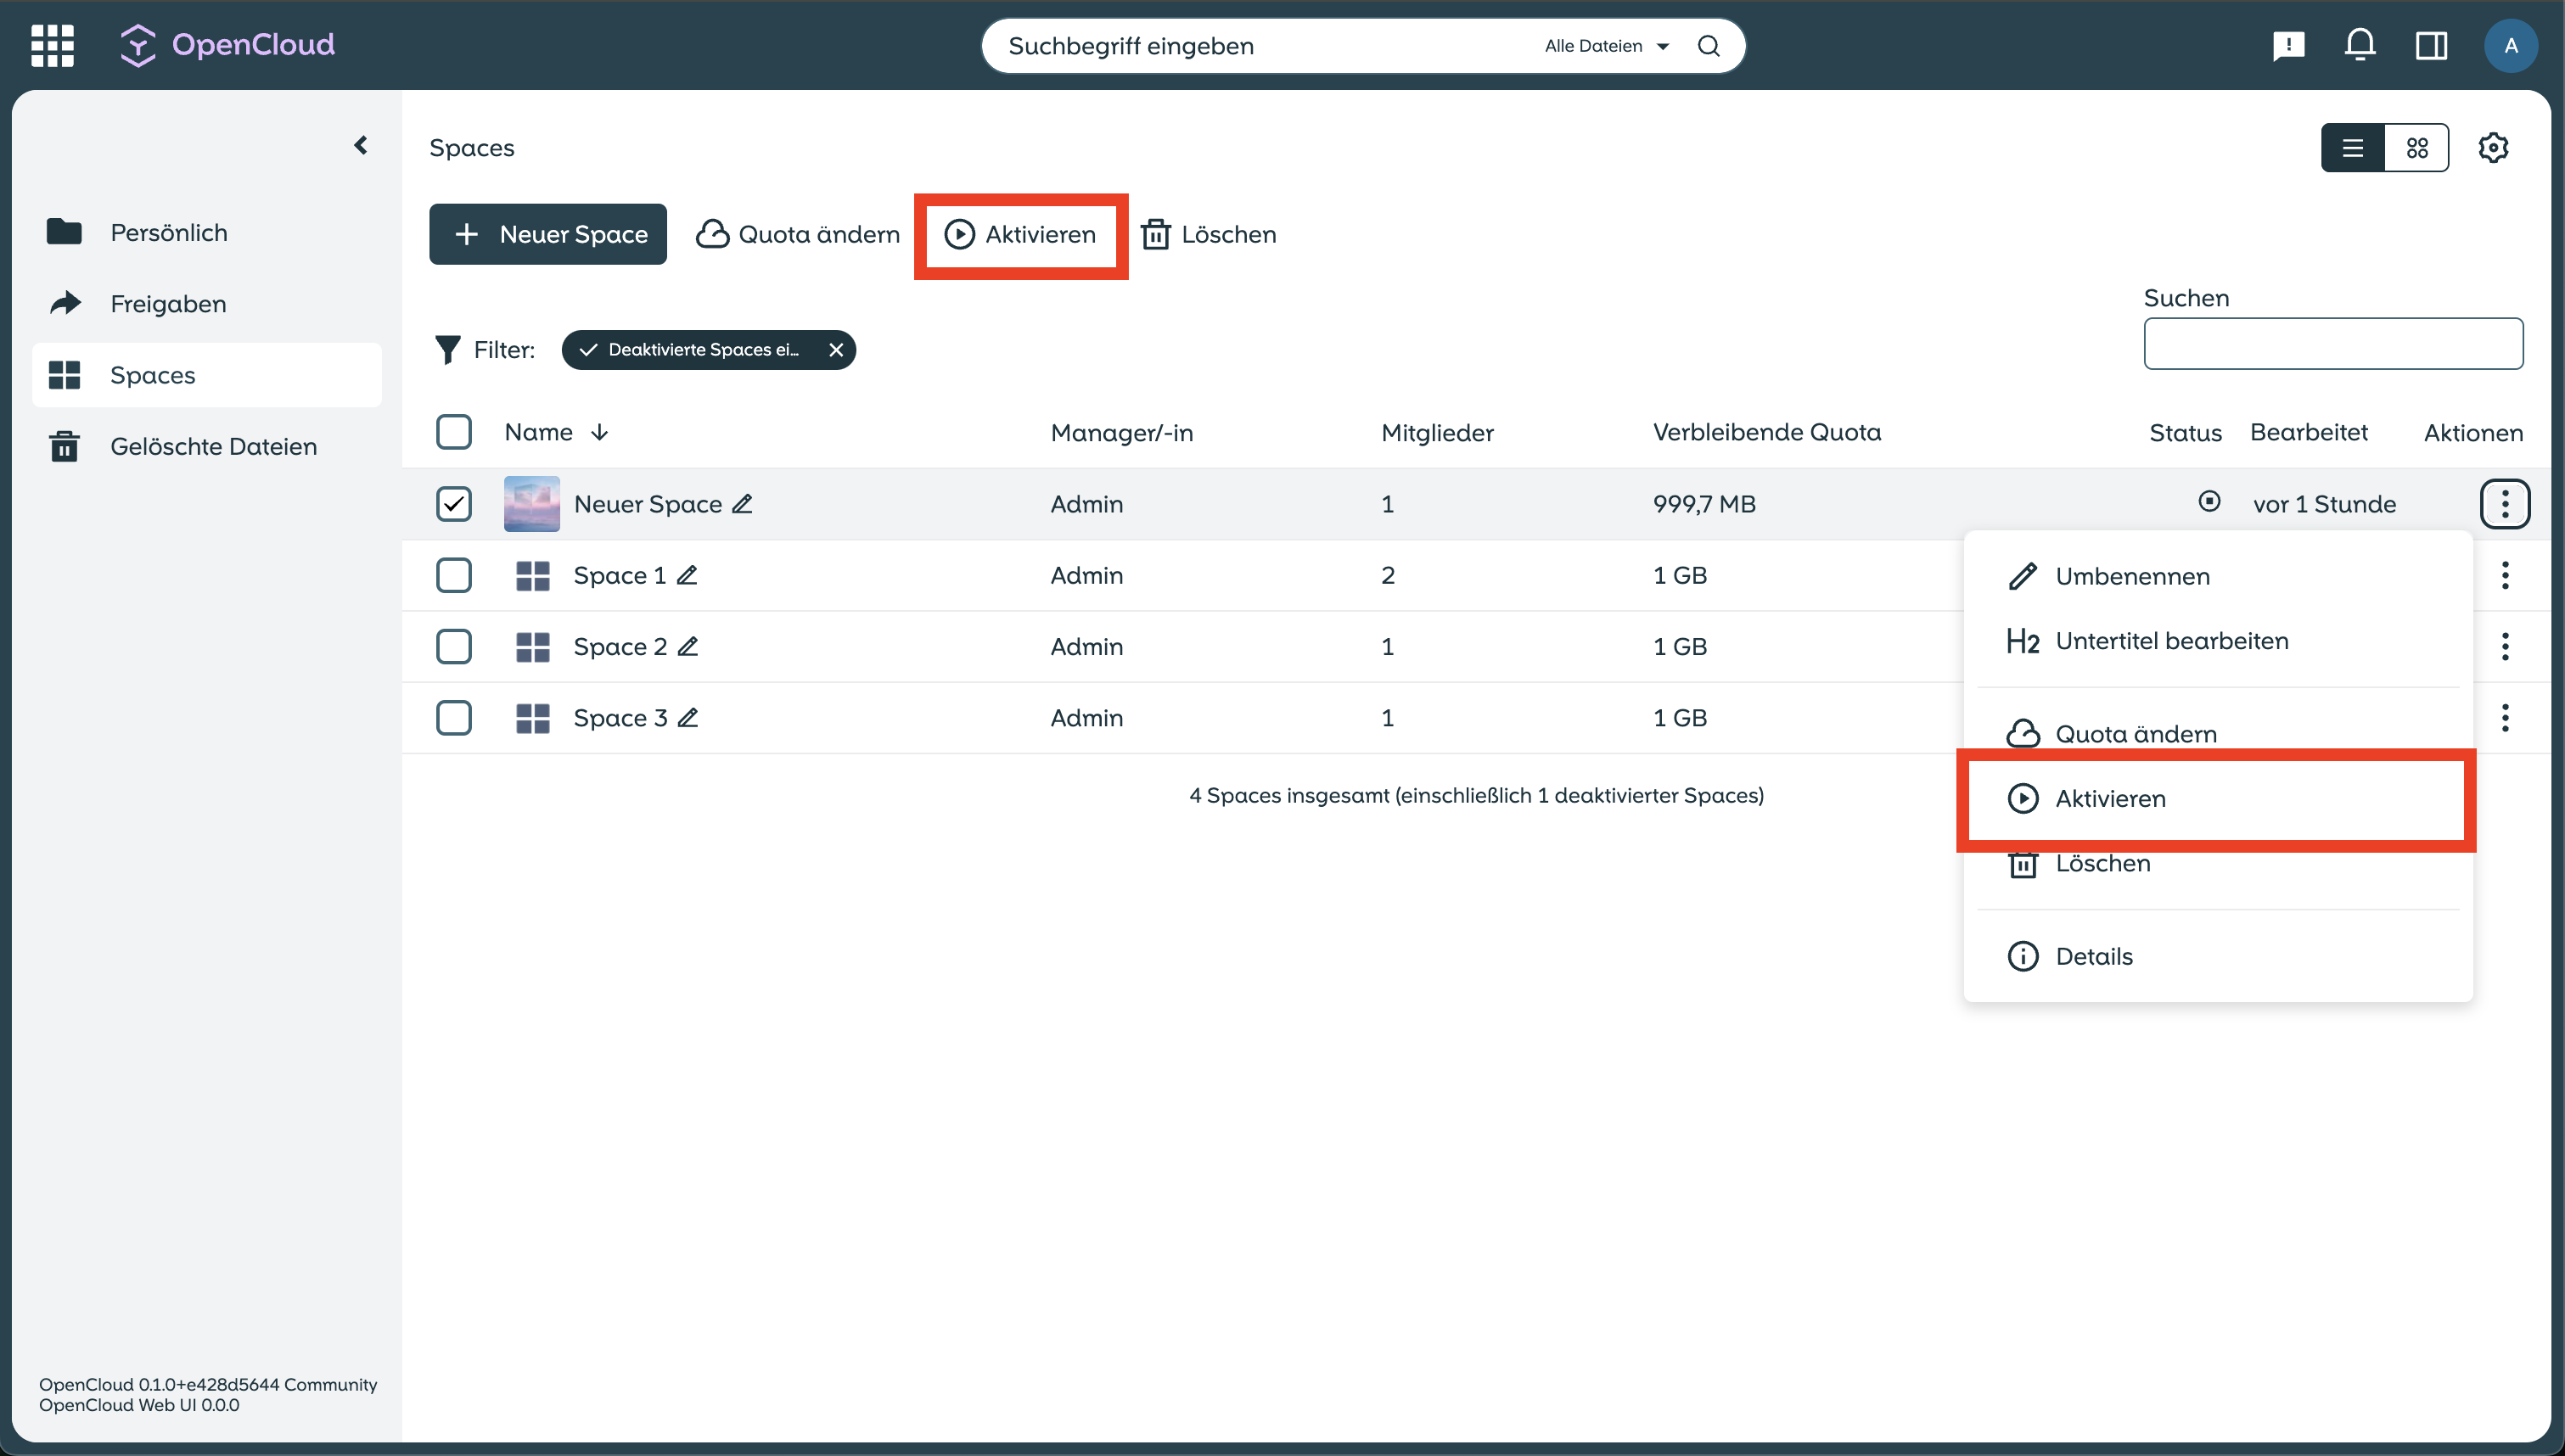 OpenCloud
Suchbegriff eingeben Alle Dateien
A
Persönlich
Freigaben
Spaces
Gelöschte Dateien
Spaces
Neuer Space Quota ändern Aktivieren Löschen
Suchen
Filter: Deaktivierte Spaces ei...
Name Manager/-in Mitglieder Verbleibende Quota Status Bearbeitet Aktionen
Neuer Space Admin 1 999,7 MB vor 1 Stunde
Space 1 Admin 2 1 GB
Space 2 Admin 1 1 GB
Space 3 Admin 1 1 GB
4 Spaces insgesamt (einschließlich 1 deaktivierter Spaces)
Umbenennen
H2 Untertitel bearbeiten
Quota ändern
Aktivieren
Löschen
Details
OpenCloud 0.1.0+e428d5644 Community
OpenCloud Web UI 0.0.0